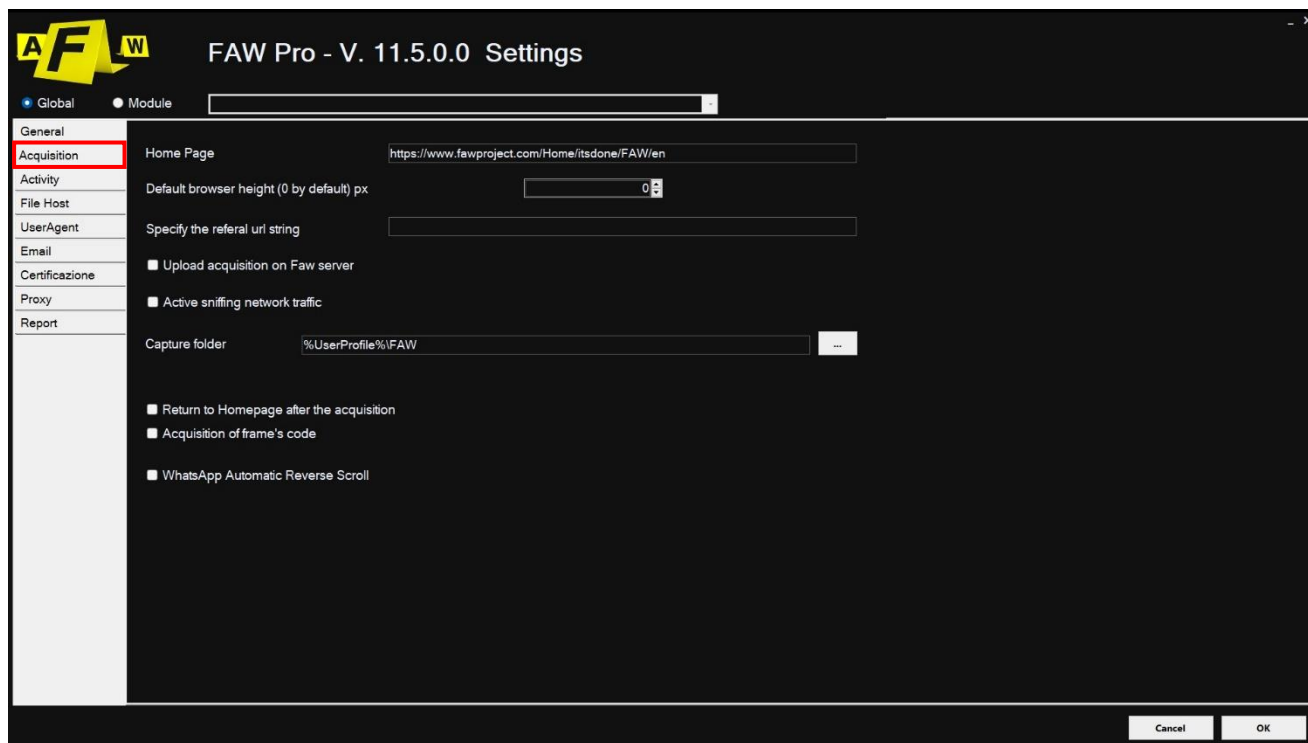 A F W
FAW Pro - V. 11.5.0.0 Settings
Global Module
General
Acquisition
Activity
File Host
UserAgent
Email
Certificazione
Proxy
Report
Home Page https://www.fawproject.com/Home/itsdone/FAW/en
Default browser height (0 by default) px 0
Specify the referal url string
Upload acquisition on Faw server
Active sniffing network traffic
Capture folder %UserProfile%\FAW ...
Return to Homepage after the acquisition
Acquisition of frame's code
WhatsApp Automatic Reverse Scroll
Cancel OK